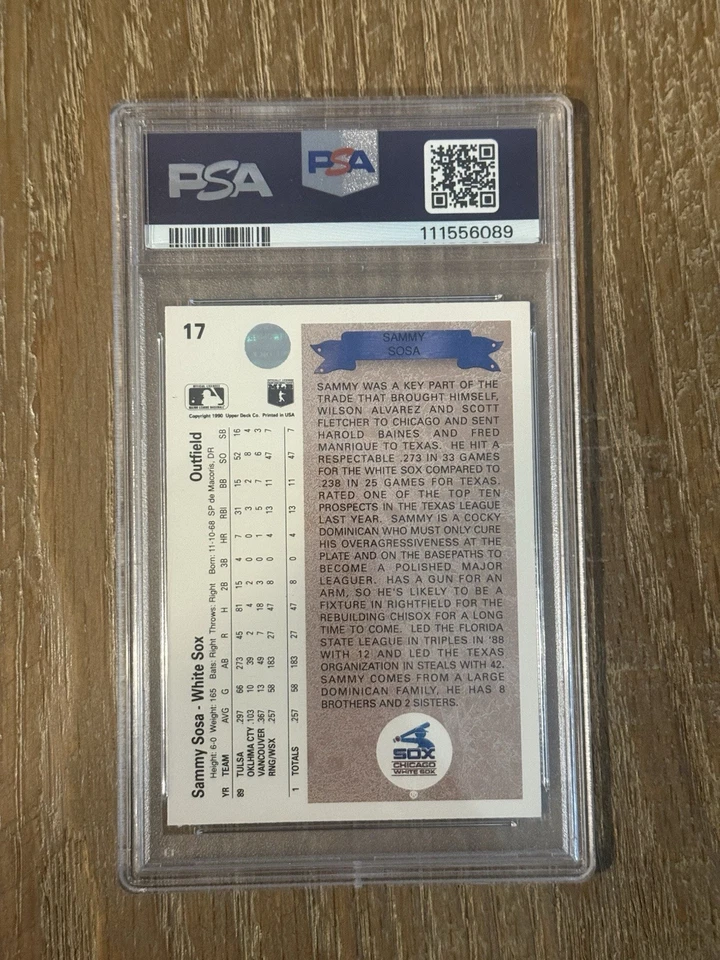 PSA
PSA
111556089
17
Copyright 1990 Upper Deck Co. Printed in USA
Sammy Sosa - White Sox Outfield
Height: 6-0 Weight: 165 Bats: Right Throws: Right Born: 11-10-68 SP de Macoris, DR
YR TEAM AVG G AB R H 2B 3B HR RBI BB SO SB
89 TULSA .297 66 273 45 81 15 4 7 31 15 52 16
OKLHMA CTY .103 10 39 2 4 2 0 0 3 2 8 4
VANCOUVER .367 13 49 7 18 3 0 1 5 7 6 3
RNG/WSX .257 58 183 27 47 8 0 4 13 11 47 7
1 TOTALS .257 58 183 27 47 8 0 4 13 11 47 7
SAMMY
SOSA
SAMMY WAS A KEY PART OF THE
TRADE THAT BROUGHT HIMSELF,
WILSON ALVAREZ AND SCOTT
FLETCHER TO CHICAGO AND SENT
HAROLD BAINES AND FRED
MANRIQUE TO TEXAS. HE HIT A
RESPECTABLE .273 IN 33 GAMES
FOR THE WHITE SOX COMPARED TO
.238 IN 25 GAMES FOR TEXAS.
RATED ONE OF THE TOP TEN
PROSPECTS IN THE TEXAS LEAGUE
LAST YEAR. SAMMY IS A COCKY
DOMINICAN WHO MUST ONLY CURE
HIS OVERAGRESSIVENESS AT THE
PLATE AND ON THE BASEPATHS TO
BECOME A POLISHED MAJOR
LEAGUER. HAS A GUN FOR AN
ARM, SO HE'S LIKELY TO BE A
FIXTURE IN RIGHTFIELD FOR THE
REBUILDING CHISOX FOR A LONG
TIME TO COME. LED THE FLORIDA
STATE LEAGUE IN TRIPLES IN '88
WITH 12 AND LED THE TEXAS
ORGANIZATION IN STEALS WITH 42.
SAMMY COMES FROM A LARGE
DOMINICAN FAMILY, HE HAS 8
BROTHERS AND 2 SISTERS.
SOX
CHICAGO
WHITE SOX